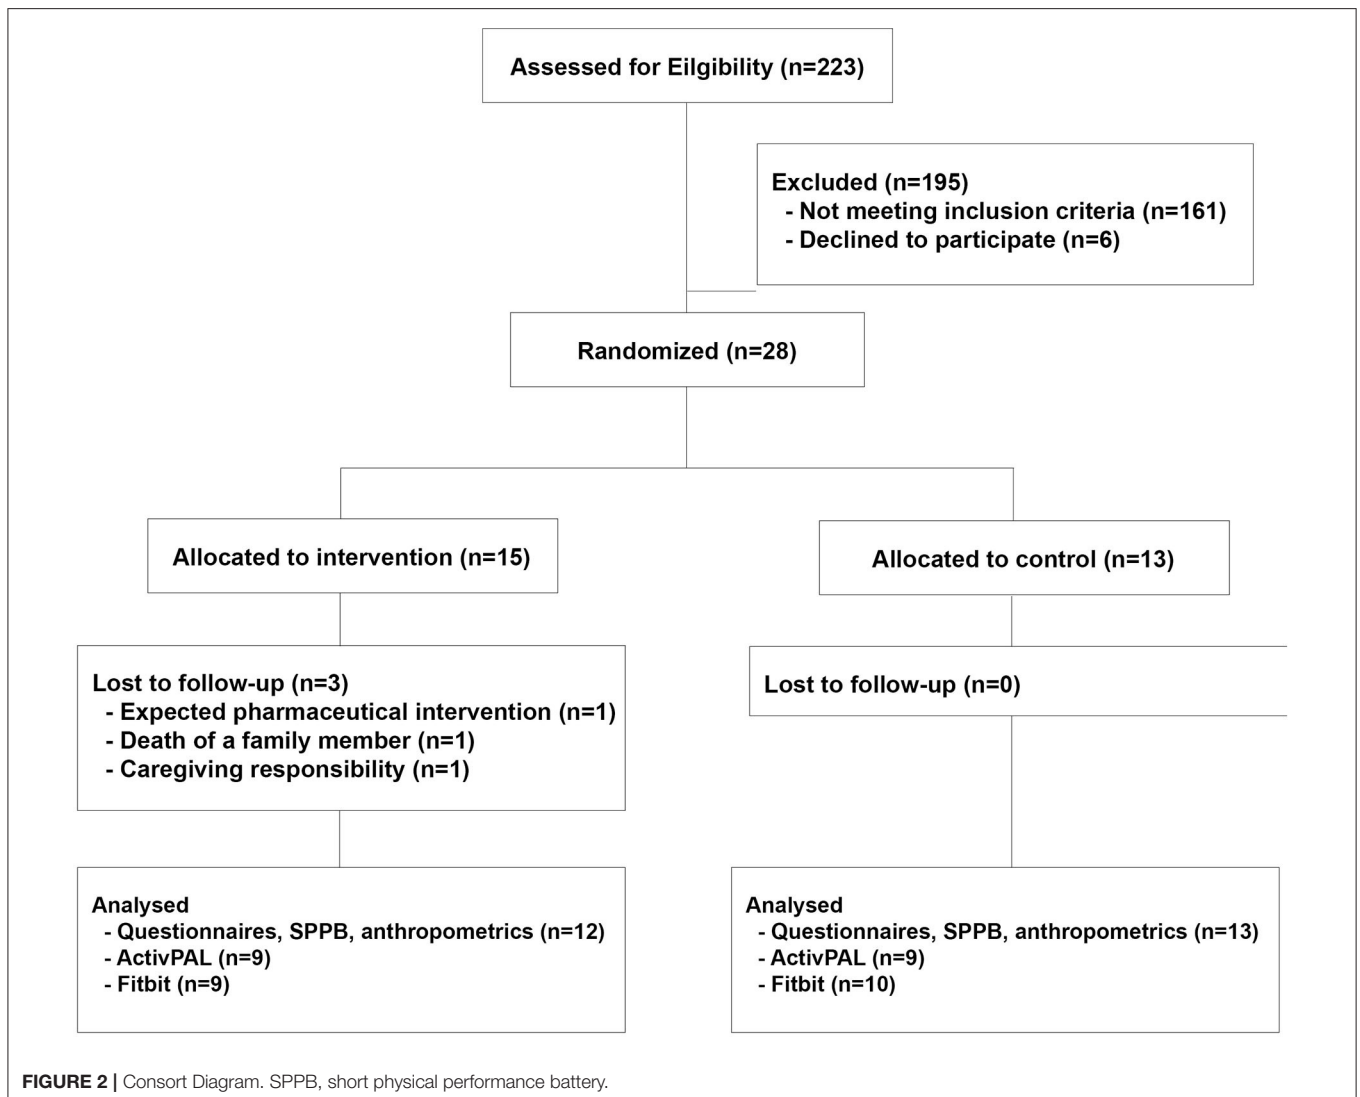 Assessed for Eilgibility (n=223)
Excluded (n=195)
- Not meeting inclusion criteria (n=161)
- Declined to participate (n=6)
Randomized (n=28)
Allocated to intervention (n=15)
Allocated to control (n=13)
Lost to follow-up (n=3)
- Expected pharmaceutical intervention (n=1)
- Death of a family member (n=1)
- Caregiving responsibility (n=1)
Lost to follow-up (n=0)
Analysed
- Questionnaires, SPPB, anthropometrics (n=12)
- ActivPAL (n=9)
- Fitbit (n=9)
Analysed
- Questionnaires, SPPB, anthropometrics (n=13)
- ActivPAL (n=9)
- Fitbit (n=10)
FIGURE 2 | Consort Diagram. SPPB, short physical performance battery.